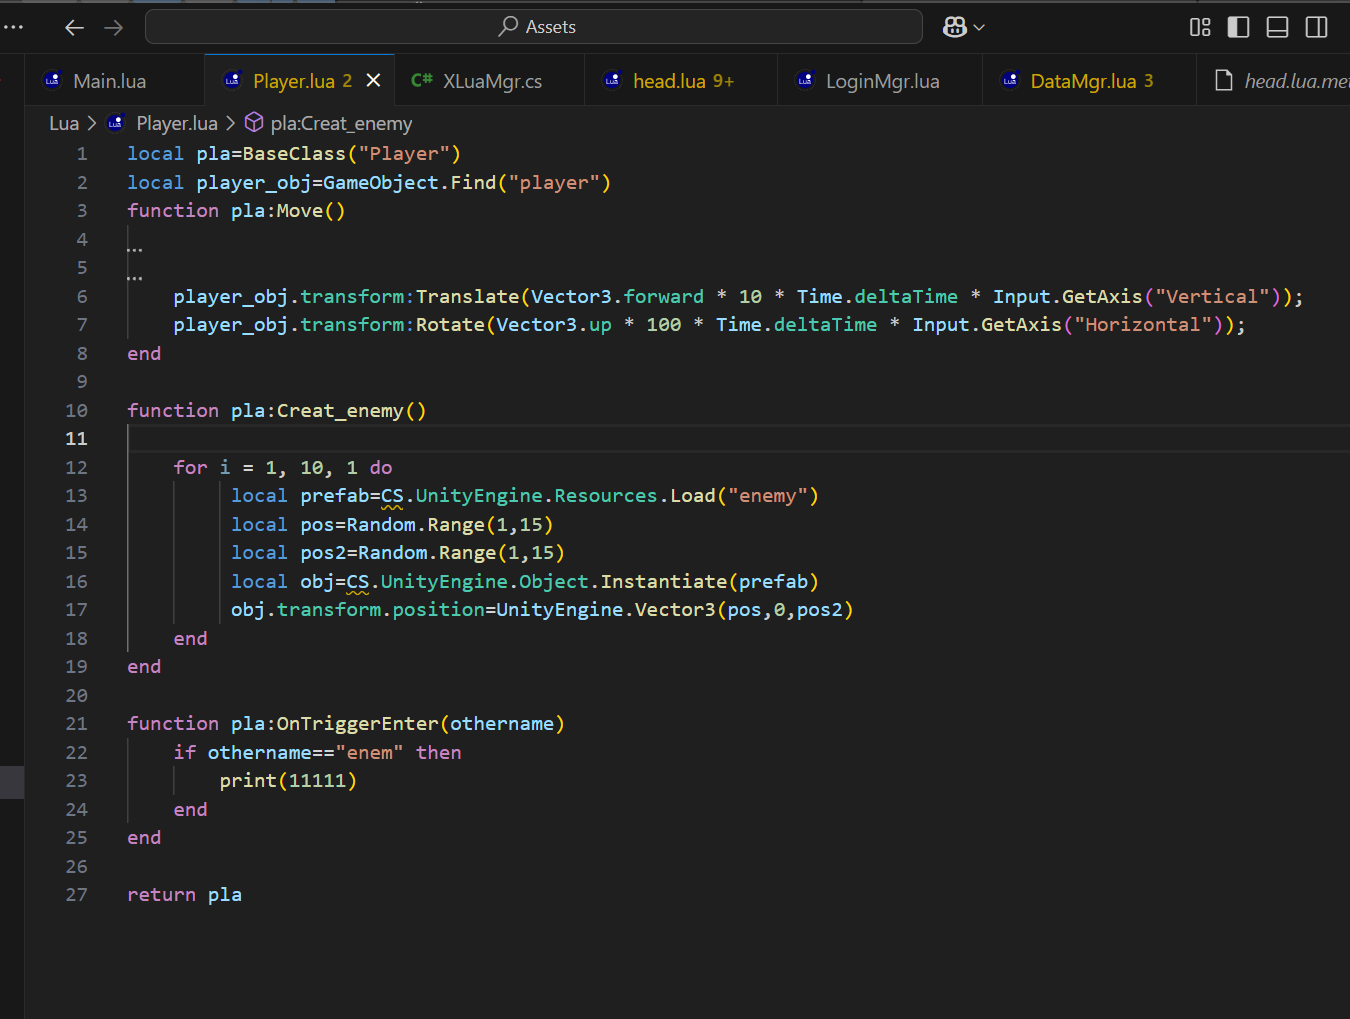 Assets
Main.lua
Player.lua 2
C# XLuaMgr.cs
head.lua 9+
LoginMgr.lua
DataMgr.lua 3
head.lua.me
Lua > Player.lua > pla:Creat_enemy
1 local pla=BaseClass("Player")
2 local player_obj=GameObject.Find("player")
3 function pla:Move()
4 ...
5 ...
6 player_obj.transform:Translate(Vector3.forward * 10 * Time.deltaTime * Input.GetAxis("Vertical"));
7 player_obj.transform:Rotate(Vector3.up * 100 * Time.deltaTime * Input.GetAxis("Horizontal"));
8 end
9
10 function pla:Creat_enemy()
11
12 for i = 1, 10, 1 do
13 local prefab=CS.UnityEngine.Resources.Load("enemy")
14 local pos=Random.Range(1,15)
15 local pos2=Random.Range(1,15)
16 local obj=CS.UnityEngine.Object.Instantiate(prefab)
17 obj.transform.position=UnityEngine.Vector3(pos,0,pos2)
18 end
19 end
20
21 function pla:OnTriggerEnter(othername)
22 if othername=="enem" then
23 print(11111)
24 end
25 end
26
27 return pla